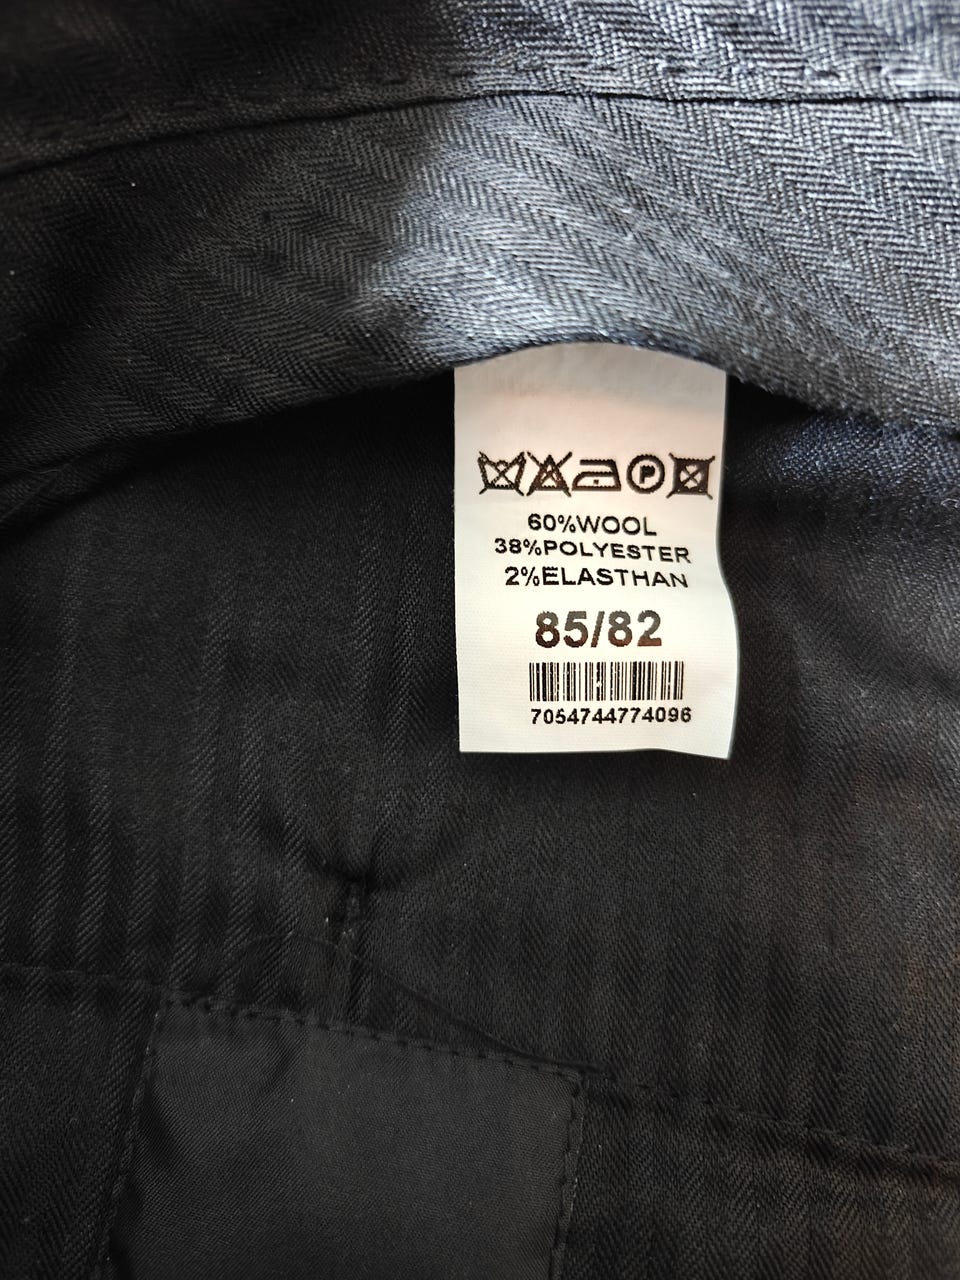 P
60%WOOL
38%POLYESTER
2%ELASTHAN
85/82
7054744774096